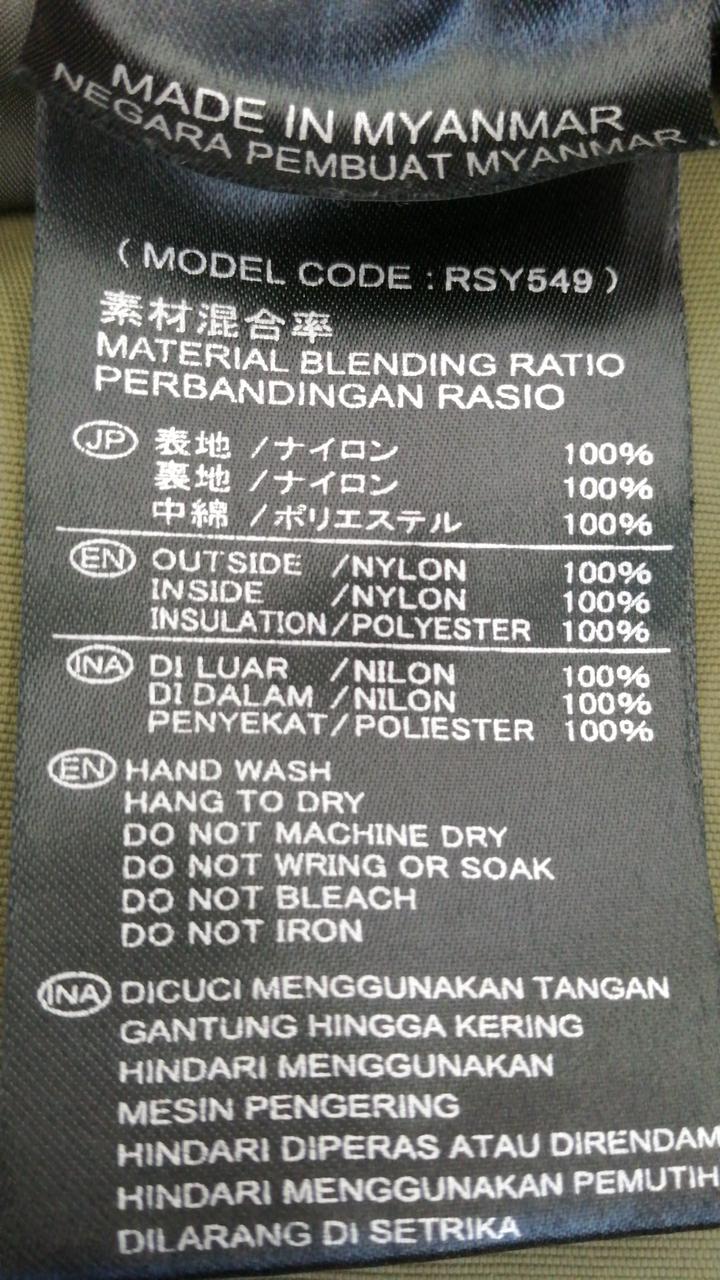 MADE IN MYANMAR
NEGARA PEMBUAT MYANMAR
( MODEL CODE : RSY549 )
素材混合率
MATERIAL BLENDING RATIO
PERBANDINGAN RASIO
JP 表地 /ナイロン 100%
裏地 /ナイロン 100%
中綿 /ポリエステル 100%
EN OUTSIDE /NYLON 100%
INSIDE /NYLON 100%
INSULATION/POLYESTER 100%
INA DI LUAR /NILON 100%
DI DALAM /NILON 100%
PENYEKAT/POLIESTER 100%
EN HAND WASH
HANG TO DRY
DO NOT MACHINE DRY
DO NOT WRING OR SOAK
DO NOT BLEACH
DO NOT IRON
INA DICUCI MENGGUNAKAN TANGAN
GANTUNG HINGGA KERING
HINDARI MENGGUNAKAN
MESIN PENGERING
HINDARI DIPERAS ATAU DIRENDAM
HINDARI MENGGUNAKAN PEMUTIH
DILARANG DI SETRIKA